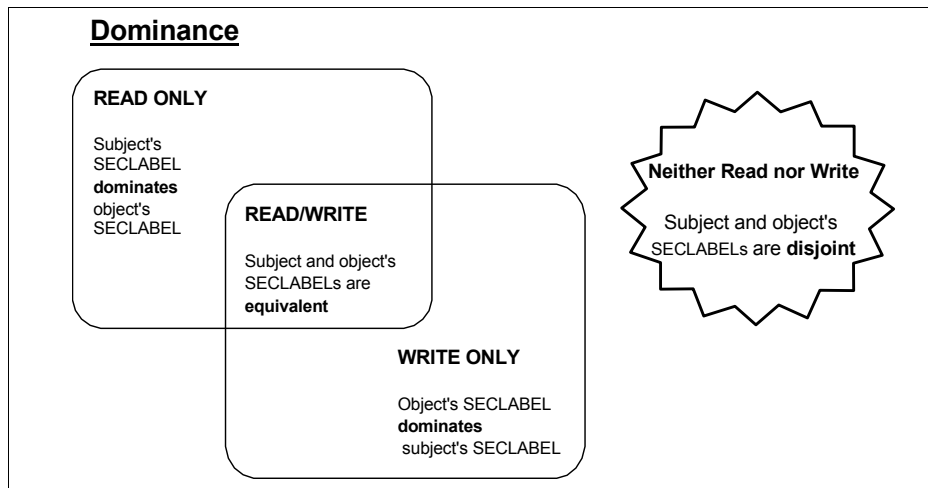 Dominance
READ ONLY
Subject's
SECLABEL
dominates
object's
SECLABEL
READ/WRITE
Subject and object's
SECLABELs are
equivalent
WRITE ONLY
Object's SECLABEL
dominates
subject's SECLABEL
Neither Read nor Write
Subject and object's
SECLABELs are disjoint